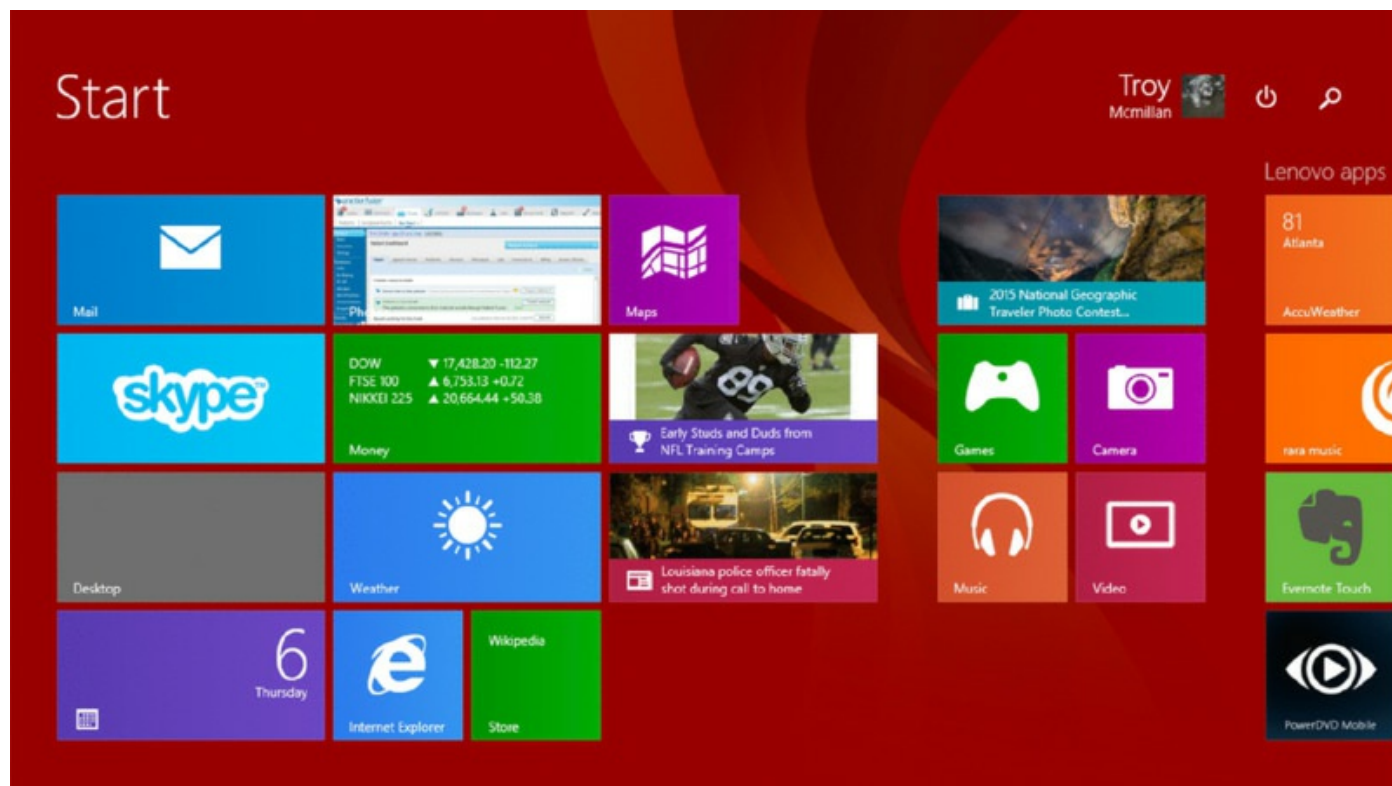 Start
Troy
Mcmillan
Lenovo apps
Mail
Maps
2015 National Geographic
Traveler Photo Contest...
81
Atlanta
AccuWeather
skype™
DOW ▼ 17,428.20 -112.27
FTSE 100 ▲ 6,753.13 +0.72
NIKKEI 225 ▲ 20,664.44 +50.38
Money
89
Early Studs and Duds from
NFL Training Camps
Games
Camera
rara music
Desktop
Weather
Louisiana police officer fatally
shot during call to home
Music
Video
Evernote Touch
6
Thursday
Internet Explorer
Wikipedia
Store
PowerDVD Mobile